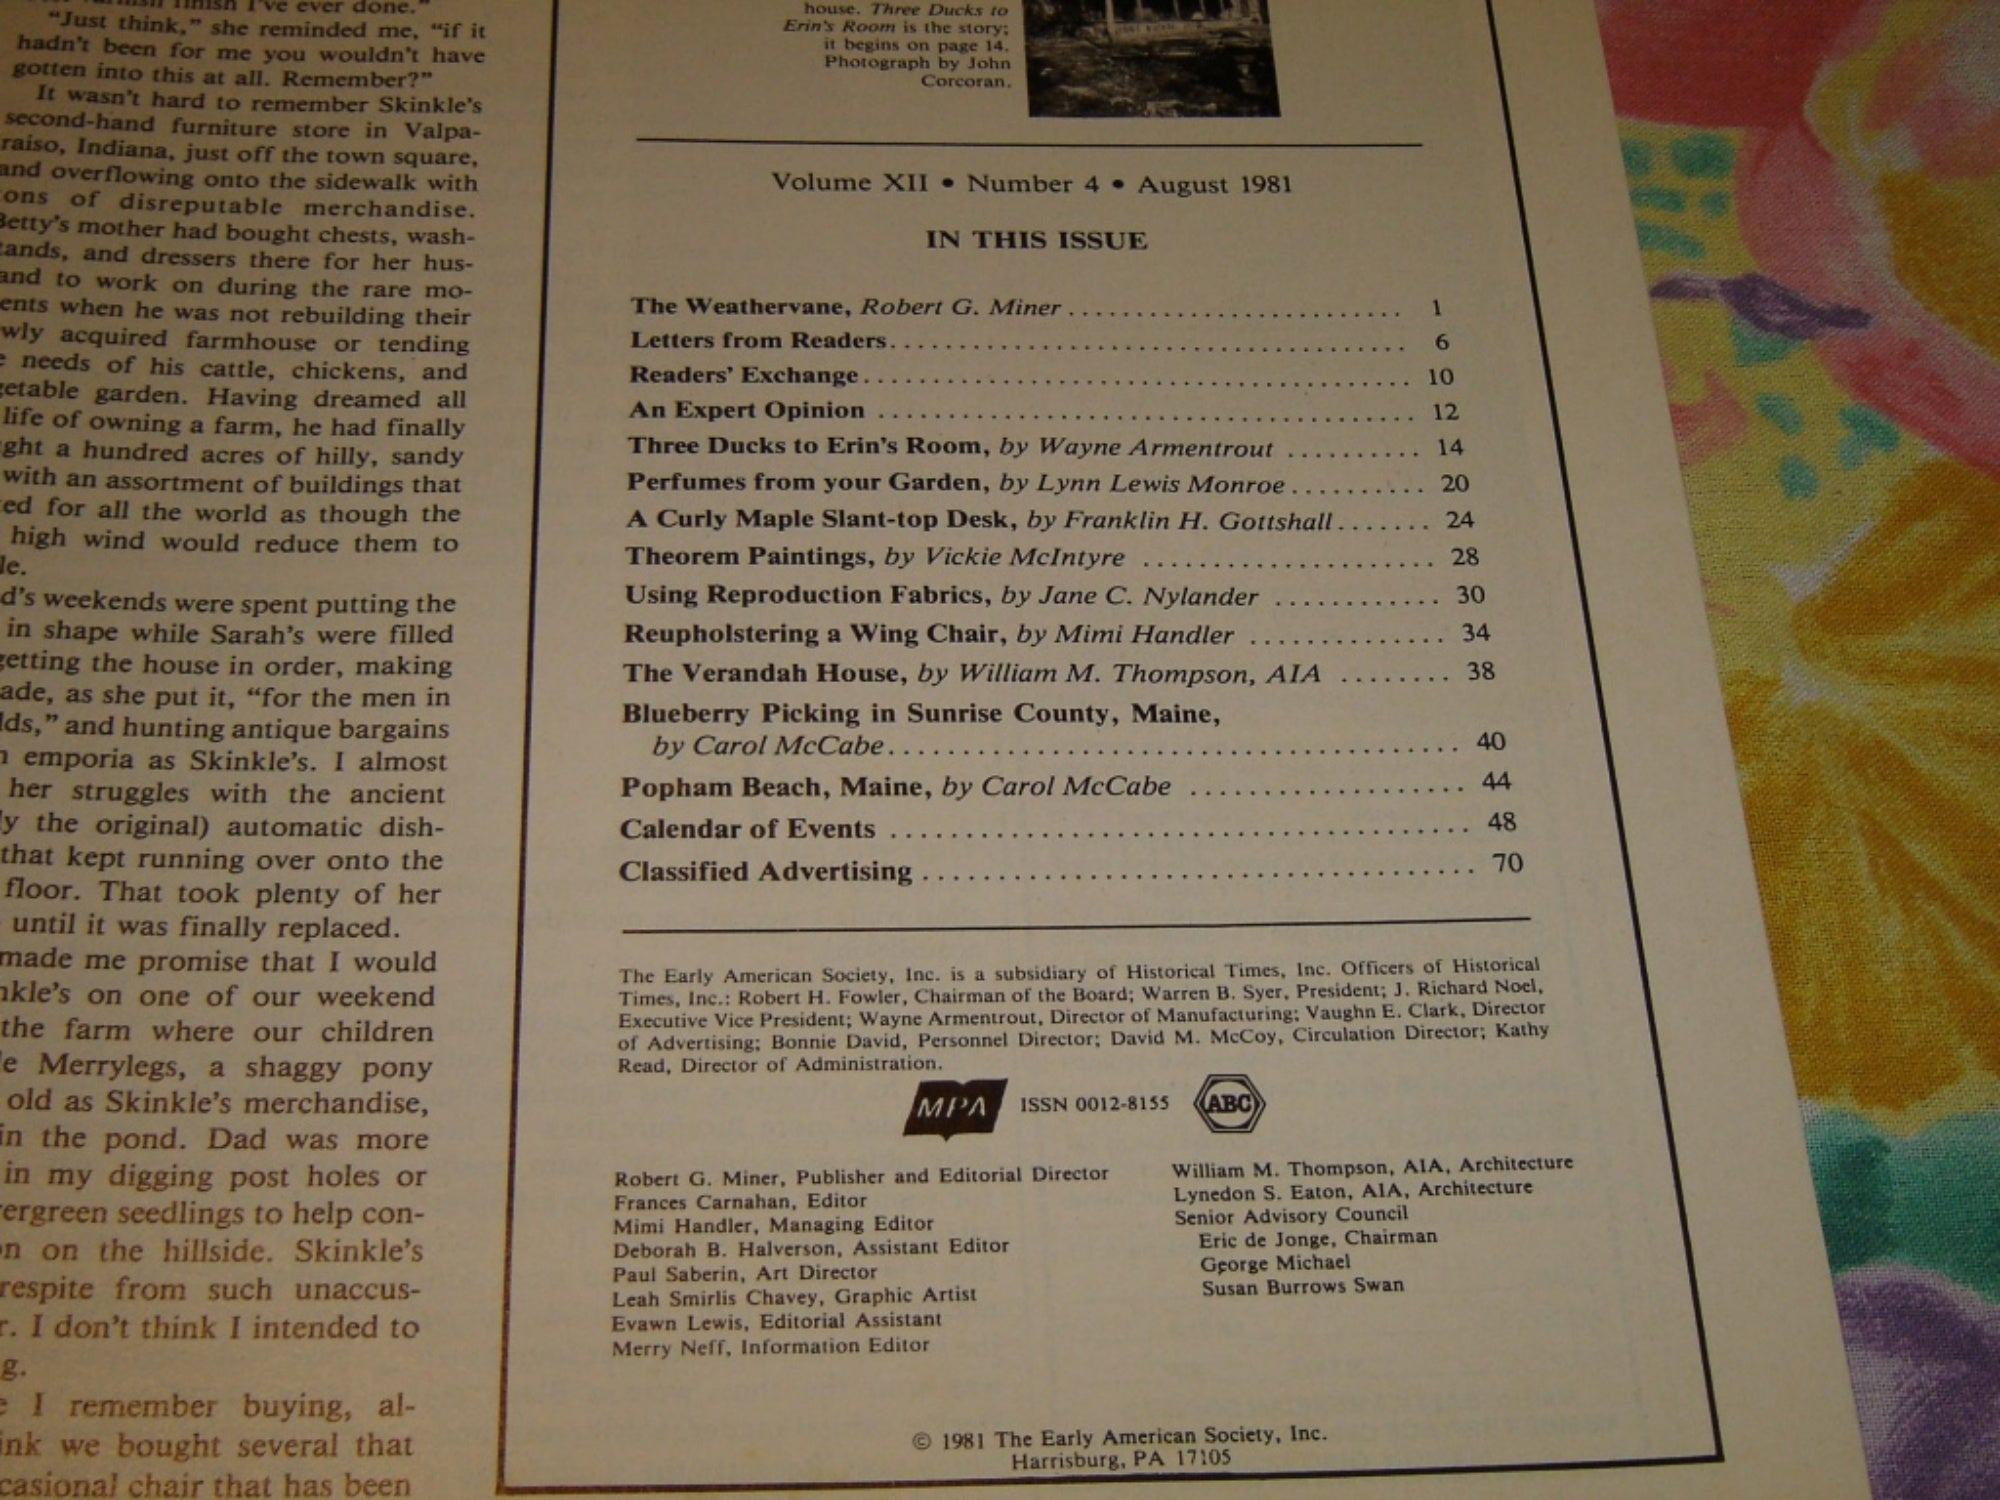 finish I've ever done."
"Just think," she reminded me, "if it
hadn't been for me you wouldn't have
gotten into this at all. Remember?"
It wasn't hard to remember Skinkle's
second-hand furniture store in Valpa-
raiso, Indiana, just off the town square,
and overflowing onto the sidewalk with
ons of disreputable merchandise.
Betty's mother had bought chests, wash-
tands, and dressers there for her hus-
and to work on during the rare mo-
ents when he was not rebuilding their
wly acquired farmhouse or tending
needs of his cattle, chickens, and
getable garden. Having dreamed all
life of owning a farm, he had finally
ght a hundred acres of hilly, sandy
with an assortment of buildings that
ked for all the world as though the
high wind would reduce them to
le.
d's weekends were spent putting the
in shape while Sarah's were filled
getting the house in order, making
ade, as she put it, "for the men in
lds," and hunting antique bargains
h emporia as Skinkle's. I almost
her struggles with the ancient
ly the original) automatic dish-
that kept running over onto the
floor. That took plenty of her
until it was finally replaced.
made me promise that I would
nkle's on one of our weekend
the farm where our children
e Merrylegs, a shaggy pony
old as Skinkle's merchandise,
in the pond. Dad was more
in my digging post holes or
vergreen seedlings to help con-
on on the hillside. Skinkle's
respite from such unaccus-
r. I don't think I intended to
g.
e I remember buying, al-
ink we bought several that
casional chair that has been
house. Three Ducks to
Erin's Room is the story;
it begins on page 14.
Photograph by John
Corcoran.
Volume XII • Number 4 • August 1981
IN THIS ISSUE
The Weathervane, Robert G. Miner ........................ 1
Letters from Readers..................................... 6
Readers' Exchange....................................... 10
An Expert Opinion ...................................... 12
Three Ducks to Erin's Room, by Wayne Armentrout .......... 14
Perfumes from your Garden, by Lynn Lewis Monroe.......... 20
A Curly Maple Slant-top Desk, by Franklin H. Gottshall....... 24
Theorem Paintings, by Vickie McIntyre ..................... 28
Using Reproduction Fabrics, by Jane C. Nylander ............ 30
Reupholstering a Wing Chair, by Mimi Handler .............. 34
The Verandah House, by William M. Thompson, AIA ........ 38
Blueberry Picking in Sunrise County, Maine,
by Carol McCabe........................................ 40
Popham Beach, Maine, by Carol McCabe ................... 44
Calendar of Events ....................................... 48
Classified Advertising ..................................... 70
The Early American Society, Inc. is a subsidiary of Historical Times, Inc. Officers of Historical
Times, Inc.: Robert H. Fowler, Chairman of the Board; Warren B. Syer, President; J. Richard Noel,
Executive Vice President; Wayne Armentrout, Director of Manufacturing; Vaughn E. Clark, Director
of Advertising; Bonnie David, Personnel Director; David M. McCoy, Circulation Director; Kathy
Read, Director of Administration.
MPA ISSN 0012-8155 ABC
Robert G. Miner, Publisher and Editorial Director
Frances Carnahan, Editor
Mimi Handler, Managing Editor
Deborah B. Halverson, Assistant Editor
Paul Saberin, Art Director
Leah Smirlis Chavey, Graphic Artist
Evawn Lewis, Editorial Assistant
Merry Neff, Information Editor
William M. Thompson, AIA, Architecture
Lynedon S. Eaton, AIA, Architecture
Senior Advisory Council
Eric de Jonge, Chairman
George Michael
Susan Burrows Swan
© 1981 The Early American Society, Inc.
Harrisburg, PA 17105